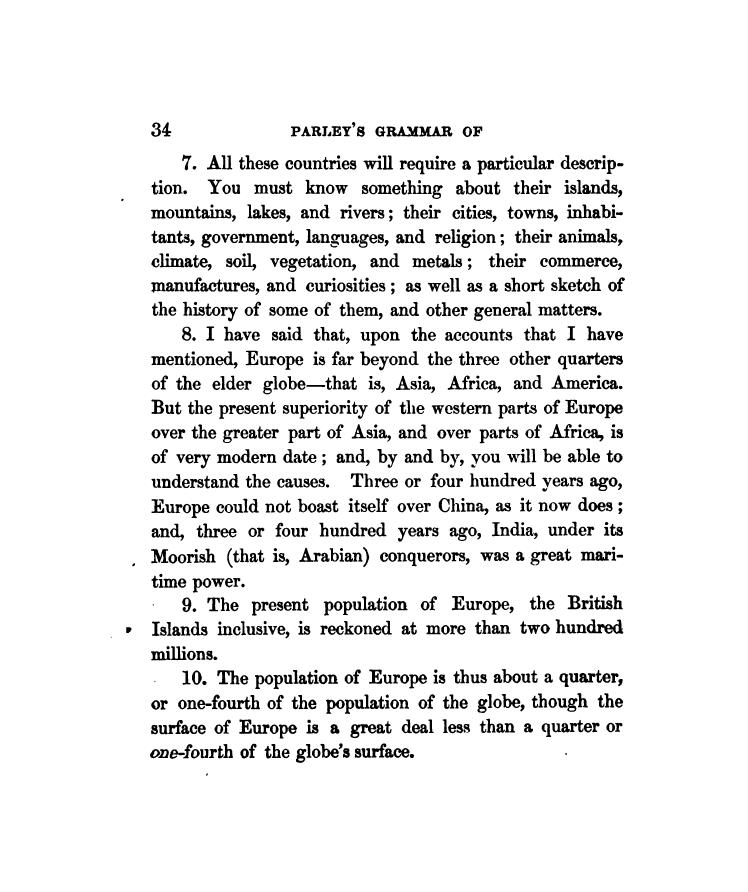 34 PARLEY'S GRAMMAR OF
7. All these countries will require a particular descrip-
tion. You must know something about their islands,
mountains, lakes, and rivers; their cities, towns, inhabi-
tants, government, languages, and religion; their animals,
climate, soil, vegetation, and metals; their commerce,
manufactures, and curiosities; as well as a short sketch of
the history of some of them, and other general matters.
8. I have said that, upon the accounts that I have
mentioned, Europe is far beyond the three other quarters
of the elder globe—that is, Asia, Africa, and America.
But the present superiority of the western parts of Europe
over the greater part of Asia, and over parts of Africa, is
of very modern date; and, by and by, you will be able to
understand the causes. Three or four hundred years ago,
Europe could not boast itself over China, as it now does;
and, three or four hundred years ago, India, under its
Moorish (that is, Arabian) conquerors, was a great mari-
time power.
9. The present population of Europe, the British
Islands inclusive, is reckoned at more than two hundred
millions.
10. The population of Europe is thus about a quarter,
or one-fourth of the population of the globe, though the
surface of Europe is a great deal less than a quarter or
one-fourth of the globe's surface.